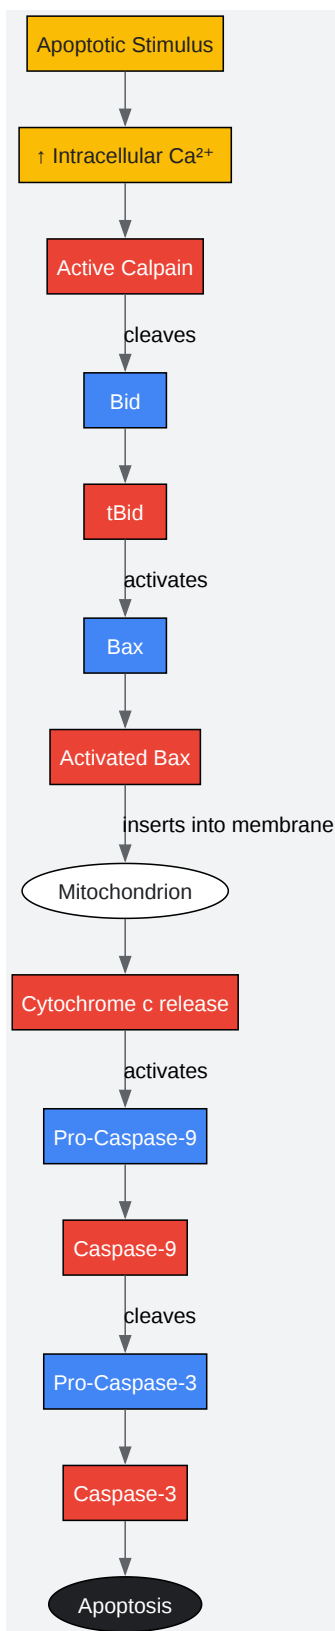 Apoptotic Stimulus
↑ Intracellular Ca²⁺
Active Calpain
cleaves
Bid
tBid
activates
Bax
Activated Bax
inserts into membrane
Mitochondrion
Cytochrome c release
activates
Pro-Caspase-9
Caspase-9
cleaves
Pro-Caspase-3
Caspase-3
Apoptosis